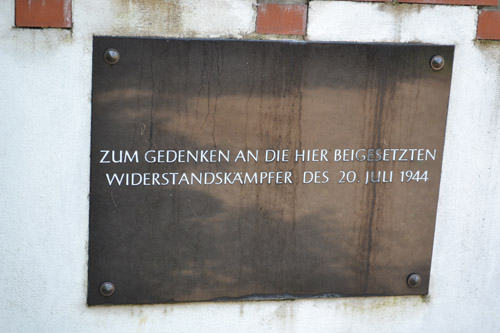 ZUM GEDENKEN AN DIE HIER BEIGESETZTEN
WIDERSTANDSKÄMPFER DES 20. JULI 1944